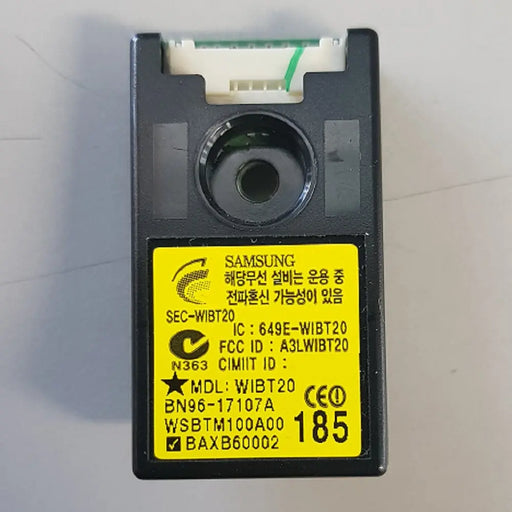 SAMSUNG
해당무선 설비는 운용 중
전파혼신 가능성이 있음
SEC-WIBT20
IC : 649E-WIBT20
FCC ID : A3LWIBT20
CIMIIT ID :
N363
MDL: WIBT20
BN96-17107A
WSBTM100A00
BAXB60002
CE
185